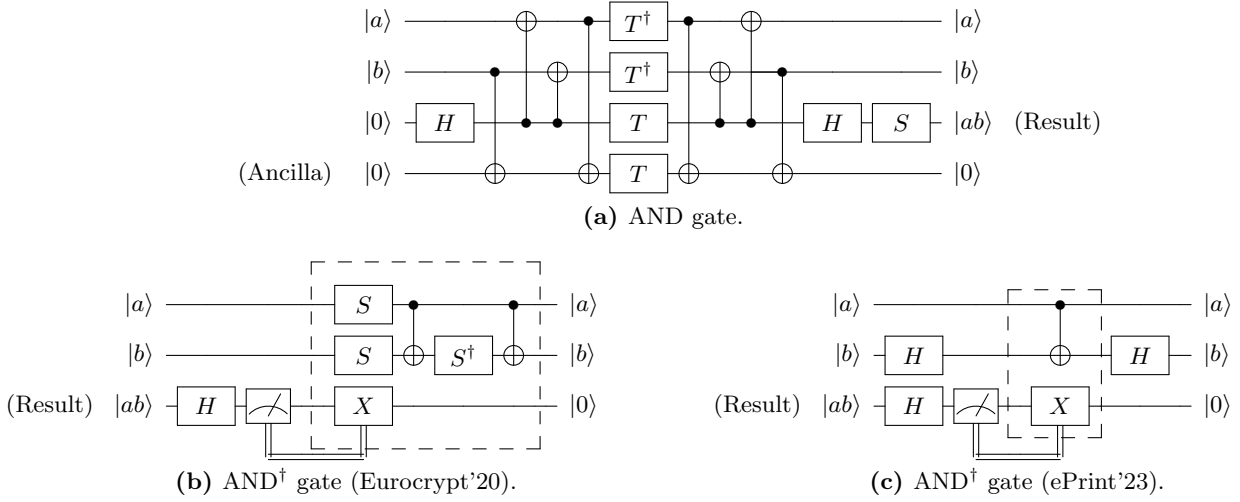 |a⟩ T† |a⟩
|b⟩ T† |b⟩
|0⟩ H T H S |ab⟩ (Result)
(Ancilla) |0⟩ T |0⟩
(a) AND gate.
|a⟩ S |a⟩
|b⟩ S S† |b⟩
(Result) |ab⟩ H X |0⟩
(b) AND† gate (Eurocrypt'20).
|a⟩ |a⟩
|b⟩ H H |b⟩
(Result) |ab⟩ H X |0⟩
(c) AND† gate (ePrint'23).